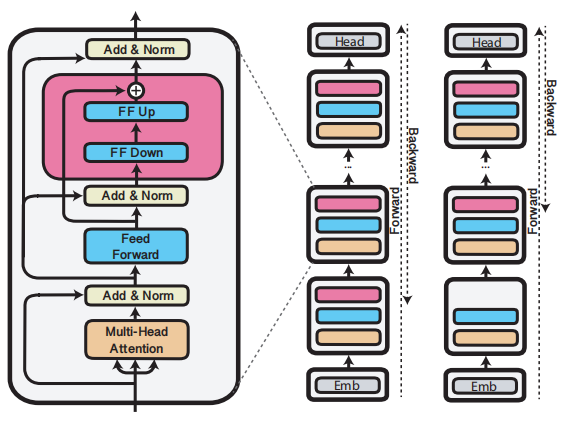 Add & Norm
FF Up
FF Down
Add & Norm
Feed
Forward
Add & Norm
Multi-Head
Attention
Head
...
Emb
Forward
Backward
Head
...
Emb
Forward
Backward